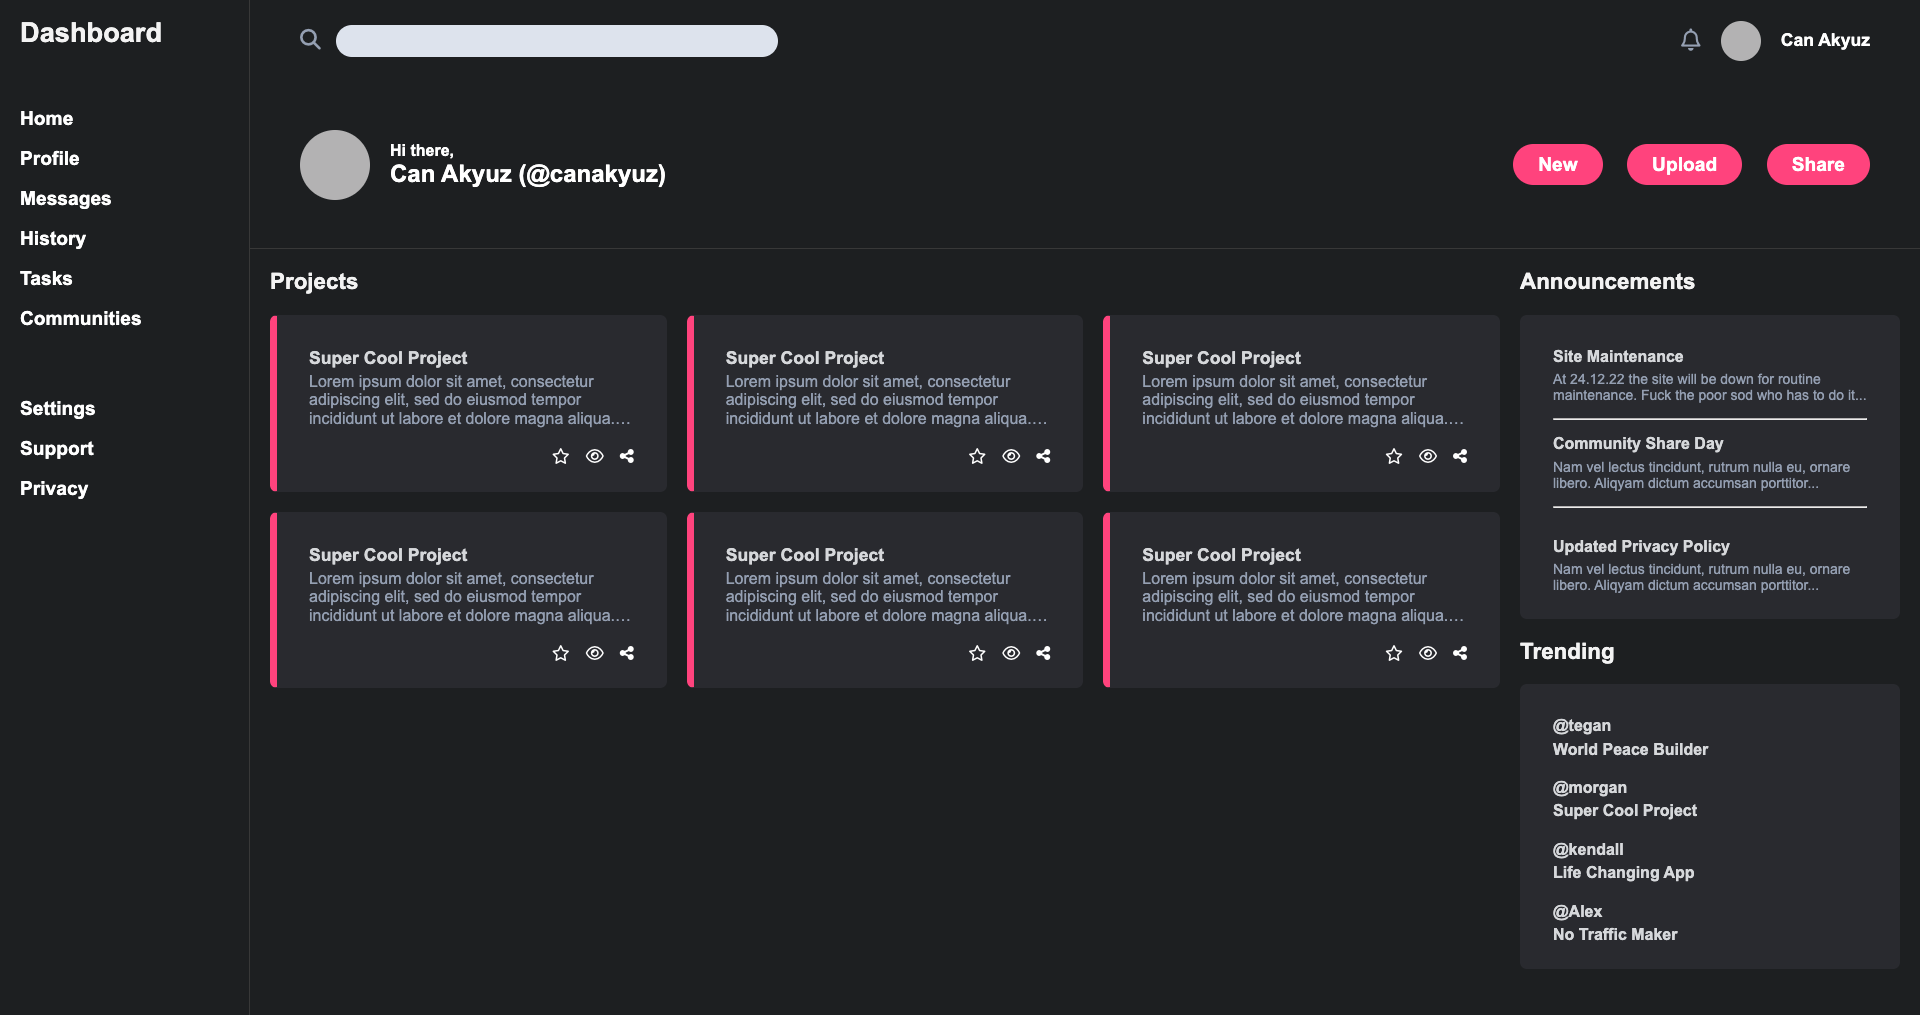 Dashboard
Home
Profile
Messages
History
Tasks
Communities
Settings
Support
Privacy
Can Akyuz
Hi there,
Can Akyuz (@canakyuz)
New
Upload
Share
Projects
Super Cool Project
Lorem ipsum dolor sit amet, consectetur
adipiscing elit, sed do eiusmod tempor
incididunt ut labore et dolore magna aliqua.…
Super Cool Project
Lorem ipsum dolor sit amet, consectetur
adipiscing elit, sed do eiusmod tempor
incididunt ut labore et dolore magna aliqua.…
Super Cool Project
Lorem ipsum dolor sit amet, consectetur
adipiscing elit, sed do eiusmod tempor
incididunt ut labore et dolore magna aliqua.…
Super Cool Project
Lorem ipsum dolor sit amet, consectetur
adipiscing elit, sed do eiusmod tempor
incididunt ut labore et dolore magna aliqua.…
Super Cool Project
Lorem ipsum dolor sit amet, consectetur
adipiscing elit, sed do eiusmod tempor
incididunt ut labore et dolore magna aliqua.…
Super Cool Project
Lorem ipsum dolor sit amet, consectetur
adipiscing elit, sed do eiusmod tempor
incididunt ut labore et dolore magna aliqua.…
Announcements
Site Maintenance
At 24.12.22 the site will be down for routine
maintenance. Fuck the poor sod who has to do it...
Community Share Day
Nam vel lectus tincidunt, rutrum nulla eu, ornare
libero. Aliqyam dictum accumsan porttitor...
Updated Privacy Policy
Nam vel lectus tincidunt, rutrum nulla eu, ornare
libero. Aliqyam dictum accumsan porttitor...
Trending
@tegan
World Peace Builder
@morgan
Super Cool Project
@kendall
Life Changing App
@Alex
No Traffic Maker